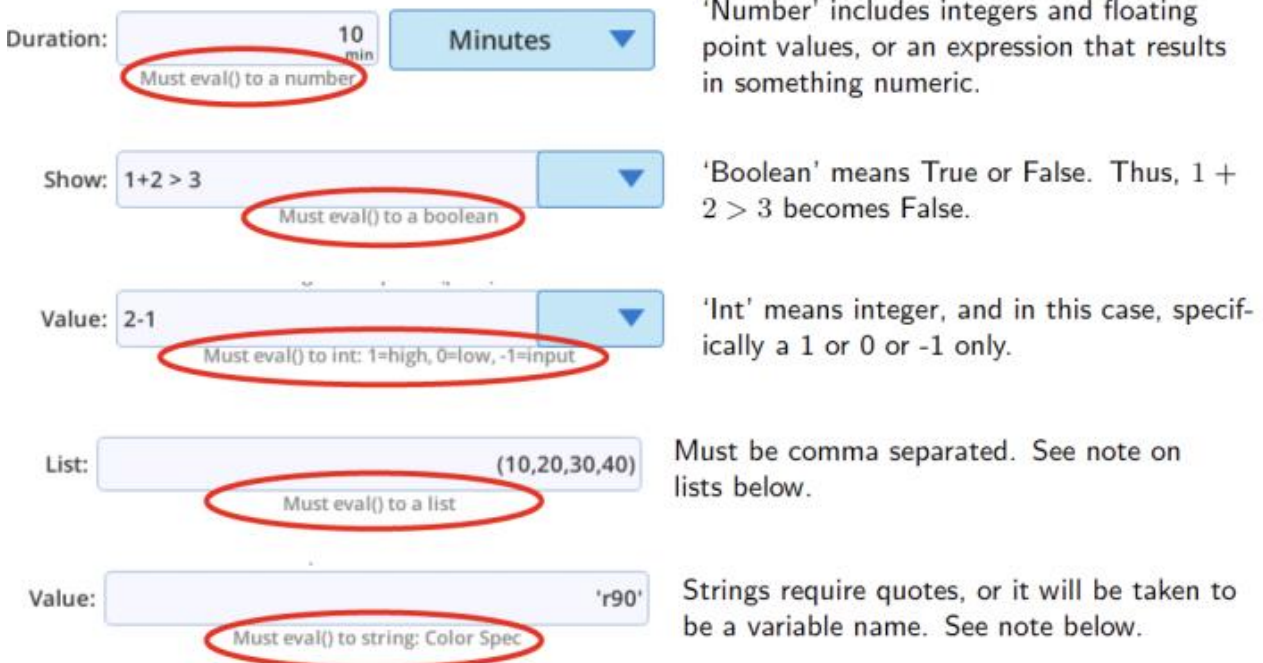 Duration:
10
min
Minutes
Must eval() to a number
'Number' includes integers and floating
point values, or an expression that results
in something numeric.
Show:
1+2 > 3
Must eval() to a boolean
'Boolean' means True or False. Thus, 1 +
2 > 3 becomes False.
Value:
2-1
Must eval() to int: 1=high, 0=low, -1=input
'Int' means integer, and in this case, specif-
ically a 1 or 0 or -1 only.
List:
(10,20,30,40)
Must eval() to a list
Must be comma separated. See note on
lists below.
Value:
'r90'
Must eval() to string: Color Spec
Strings require quotes, or it will be taken to
be a variable name. See note below.